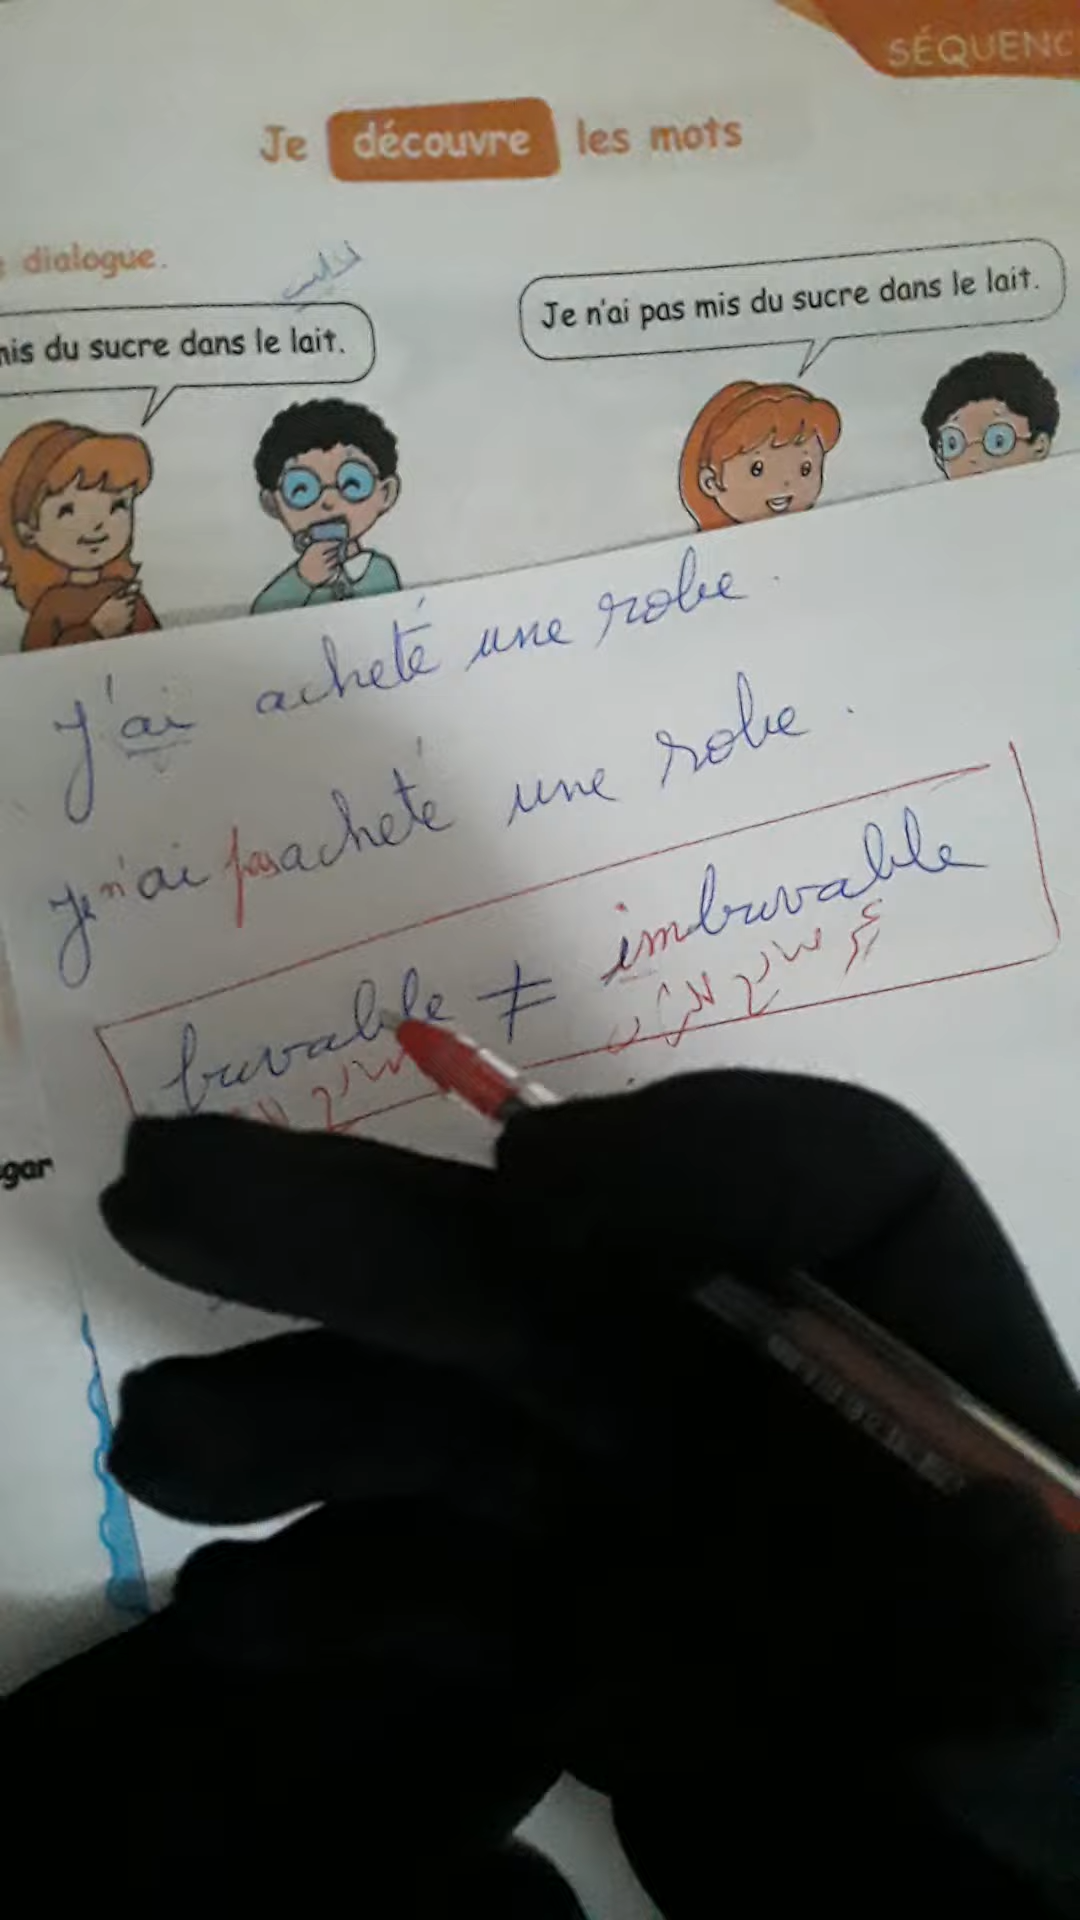 SÉQUENC
Je découvre les mots
dialogue.
mis du sucre dans le lait.
Je n'ai pas mis du sucre dans le lait.
J'ai acheté une robe.
Je n'ai pas acheté une robe.
buvable ≠ imbuvable
gar